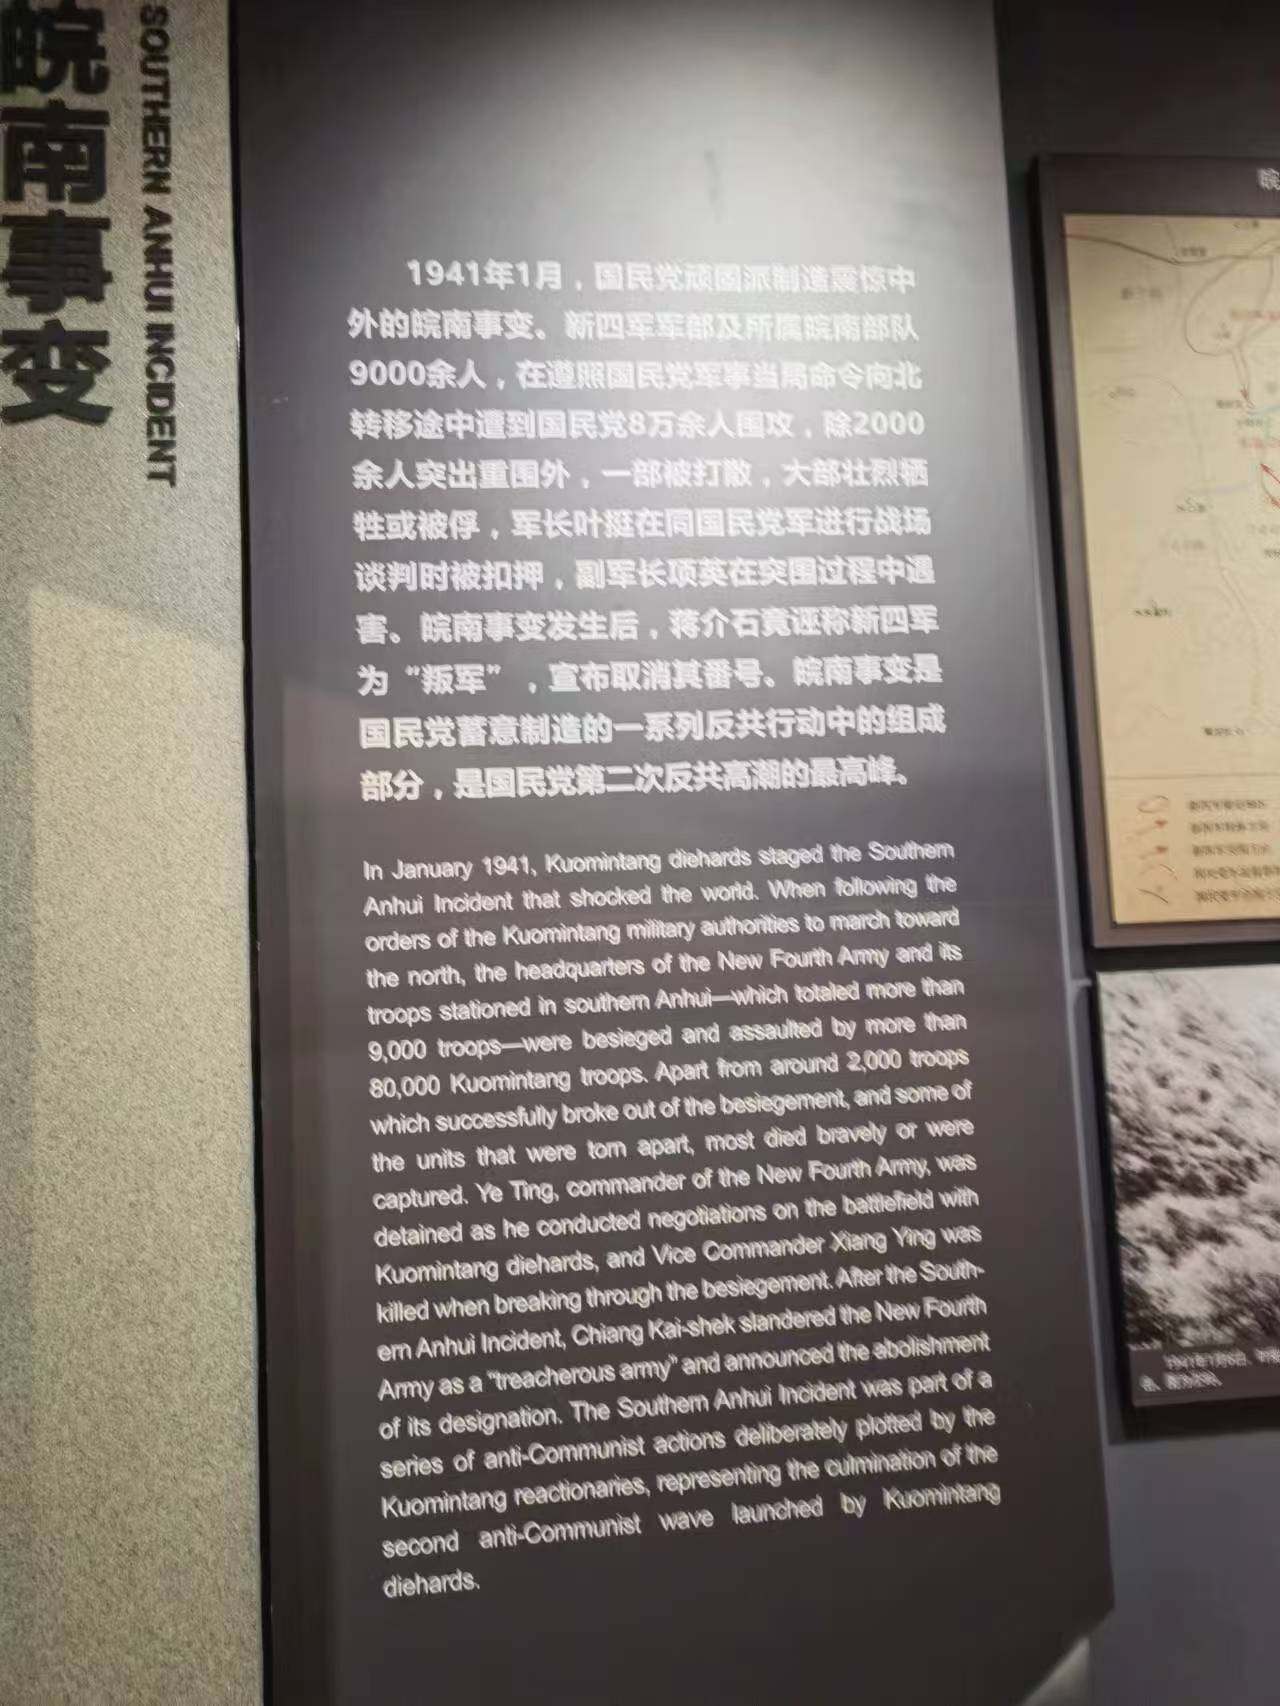 皖南事变
SOUTHERN ANHUI INCIDENT
1941年1月，国民党顽固派制造震惊中
外的皖南事变。新四军军部及所属皖南部队
9000余人，在遵照国民党军事当局命令向北
转移途中遭到国民党8万余人围攻，除2000
余人突出重围外，一部被打散，大部壮烈牺
牲或被俘，军长叶挺在同国民党军进行战场
谈判时被扣押，副军长项英在突围过程中遇
害。皖南事变发生后，蒋介石竟诬称新四军
为“叛军”，宣布取消其番号。皖南事变是
国民党蓄意制造的一系列反共行动中的组成
部分，是国民党第二次反共高潮的最高峰。
In January 1941, Kuomintang diehards staged the Southern
Anhui Incident that shocked the world. When following the
orders of the Kuomintang military authorities to march toward
the north, the headquarters of the New Fourth Army and its
troops stationed in southern Anhui—which totaled more than
9,000 troops—were besieged and assaulted by more than
80,000 Kuomintang troops. Apart from around 2,000 troops
which successfully broke out of the besiegement, and some of
the units that were torn apart, most died bravely or were
captured. Ye Ting, commander of the New Fourth Army, was
detained as he conducted negotiations on the battlefield with
Kuomintang diehards, and Vice Commander Xiang Ying was
killed when breaking through the besiegement. After the South-
ern Anhui Incident, Chiang Kai-shek slandered the New Fourth
Army as a "treacherous army" and announced the abolishment
of its designation. The Southern Anhui Incident was part of a
series of anti-Communist actions deliberately plotted by the
Kuomintang reactionaries, representing the culmination of the
second anti-Communist wave launched by Kuomintang
diehards.
皖